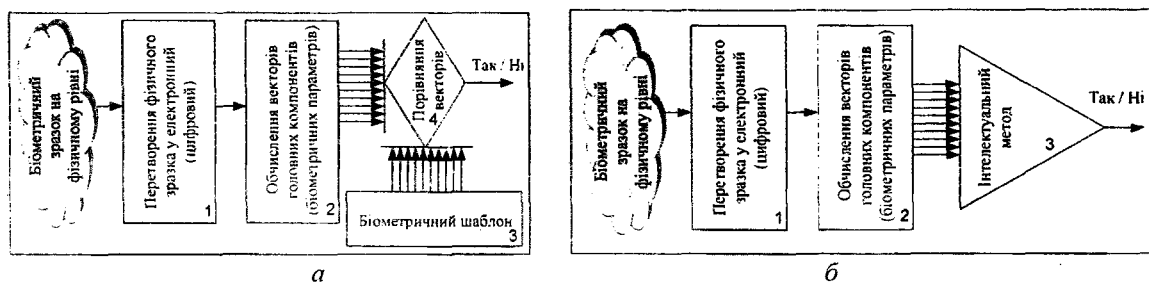 Біометричний
зразок на
фізичному рівні
Перетворення фізичного
зразка у електронний
(цифровий)
1
Обчислення векторів
головних компонентів
(біометричних параметрів)
2
Порівняння
векторів
4
Так / Ні
Біометричний шаблон
3
а
Біометричний
зразок на
фізичному рівні
Перетворення фізичного
зразка у електронний
(цифровий)
1
Обчислення векторів
головних компонентів
(біометричних параметрів)
2
Інтелектуальний
метод
3
Так / Ні
б